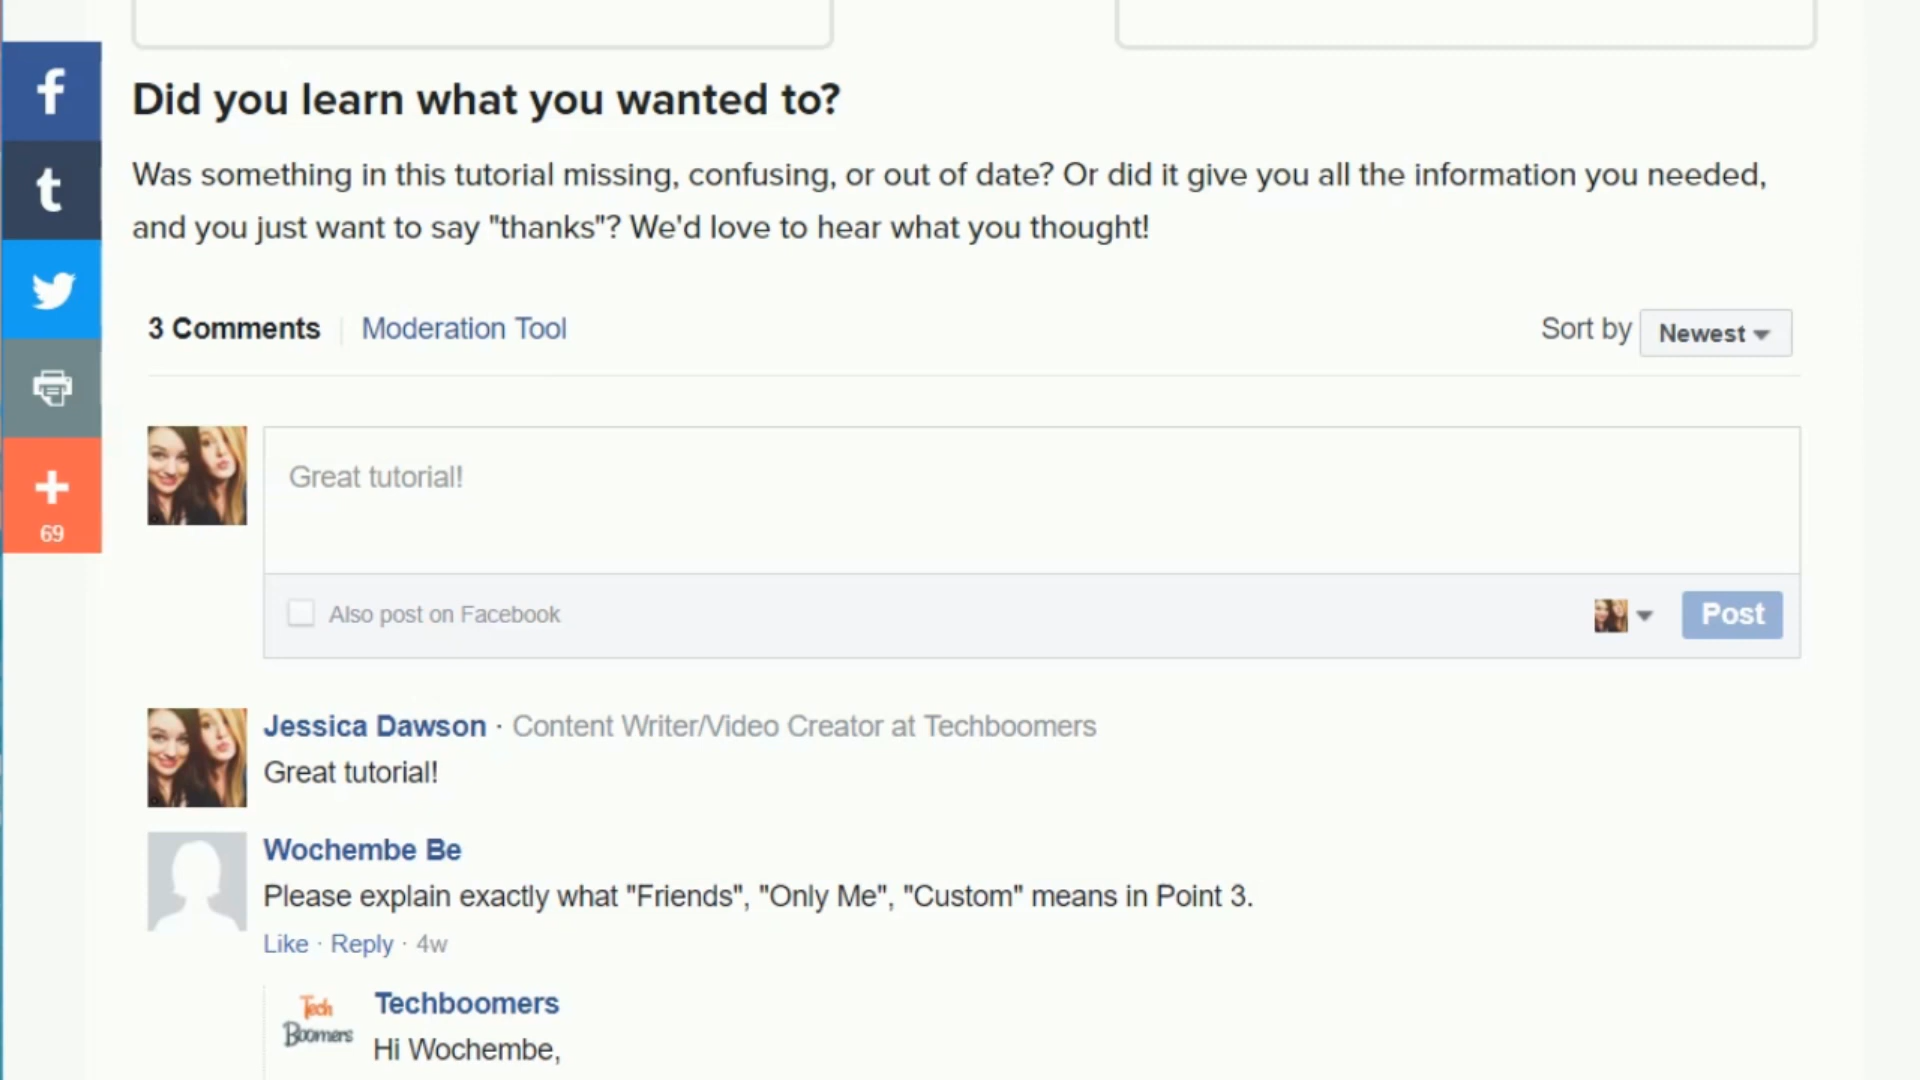 Did you learn what you wanted to?
Was something in this tutorial missing, confusing, or out of date? Or did it give you all the information you needed,
and you just want to say "thanks"? We'd love to hear what you thought!
3 Comments Moderation Tool Sort by Newest
69
Great tutorial!
Also post on Facebook Post
Jessica Dawson · Content Writer/Video Creator at Techboomers
Great tutorial!
Wochembe Be
Please explain exactly what "Friends", "Only Me", "Custom" means in Point 3.
Like · Reply · 4w
Tech Boomers
Techboomers
Hi Wochembe,